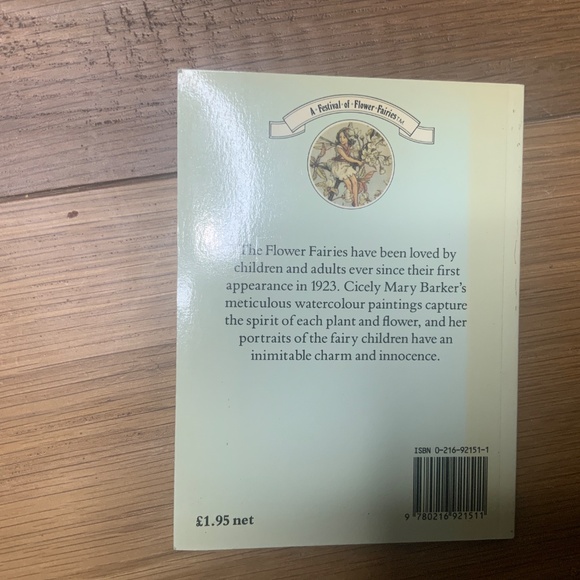 A·Festival·of·Flower·Fairies™
The Flower Fairies have been loved by
children and adults ever since their first
appearance in 1923. Cicely Mary Barker's
meticulous watercolour paintings capture
the spirit of each plant and flower, and her
portraits of the fairy children have an
inimitable charm and innocence.
ISBN 0-216-92151-1
9 780216 921511
£1.95 net